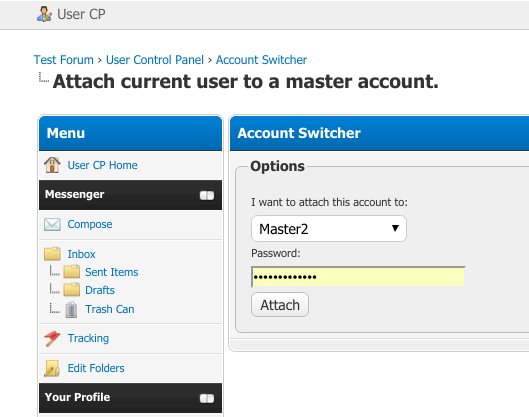 User CP
Test Forum › User Control Panel › Account Switcher
Attach current user to a master account.
Menu
User CP Home
Messenger
Compose
Inbox
Sent Items
Drafts
Trash Can
Tracking
Edit Folders
Your Profile
Account Switcher
Options
I want to attach this account to:
Master2
Password:
•••••••••••••
Attach